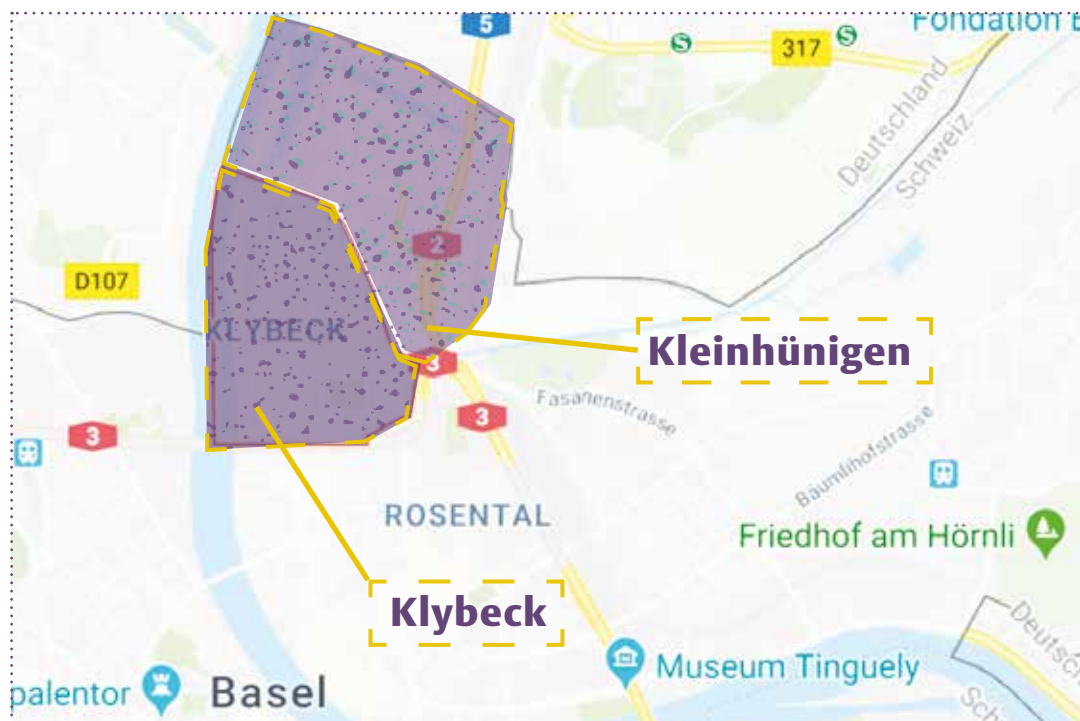 5
317
Fondation
Deutschland
Schweiz
2
D107
KLYBECK
Kleinhünigen
3
3
3
Fasanenstrasse
Bäumlihofstrasse
ROSENTAL
Friedhof am Hörnli
Klybeck
Museum Tinguely
palentor
Basel